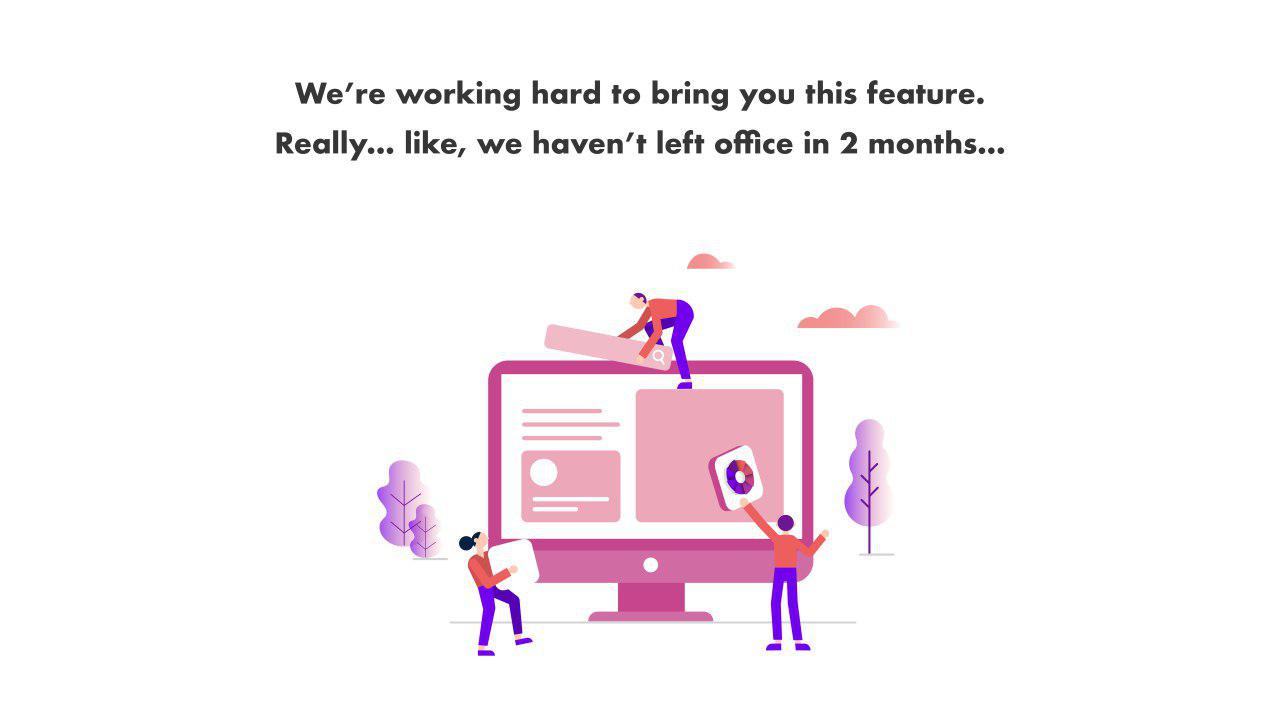 We’re working hard to bring you this feature.
Really... like, we haven’t left office in 2 months...